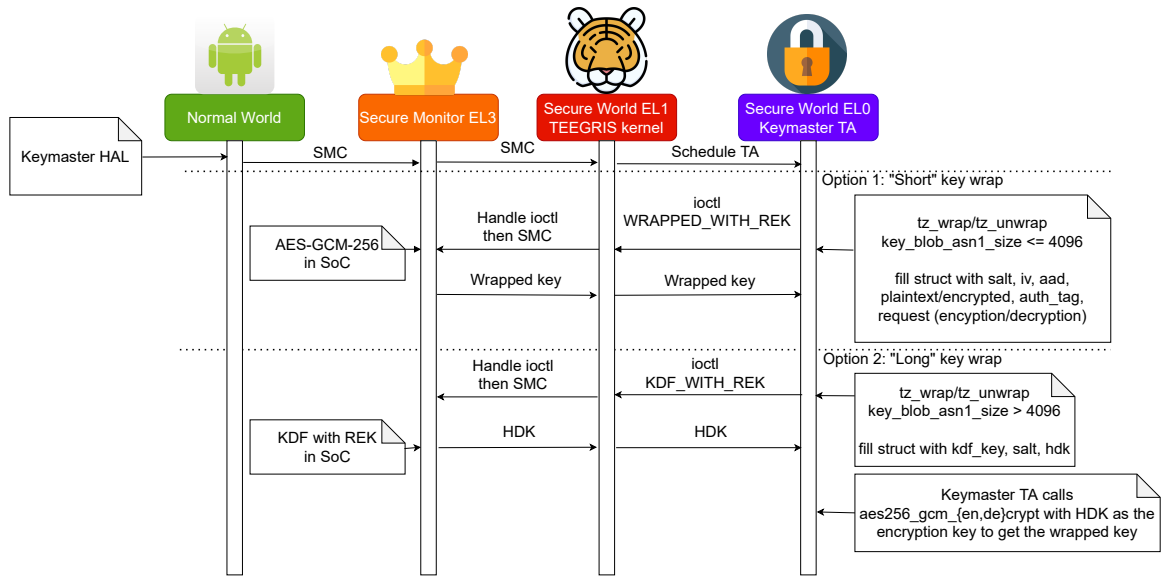 Normal World
Secure Monitor EL3
Secure World EL1
TEEGRIS kernel
Secure World EL0
Keymaster TA
Keymaster HAL
SMC
SMC
Schedule TA
Option 1: "Short" key wrap
ioctl
WRAPPED_WITH_REK
Handle ioctl
then SMC
AES-GCM-256
in SoC
tz_wrap/tz_unwrap
key_blob_asn1_size <= 4096
fill struct with salt, iv, aad,
plaintext/encrypted, auth_tag,
request (encyption/decryption)
Wrapped key
Wrapped key
Option 2: "Long" key wrap
Handle ioctl
then SMC
ioctl
KDF_WITH_REK
tz_wrap/tz_unwrap
key_blob_asn1_size > 4096
fill struct with kdf_key, salt, hdk
KDF with REK
in SoC
HDK
HDK
Keymaster TA calls
aes256_gcm_{en,de}crypt with HDK as the
encryption key to get the wrapped key